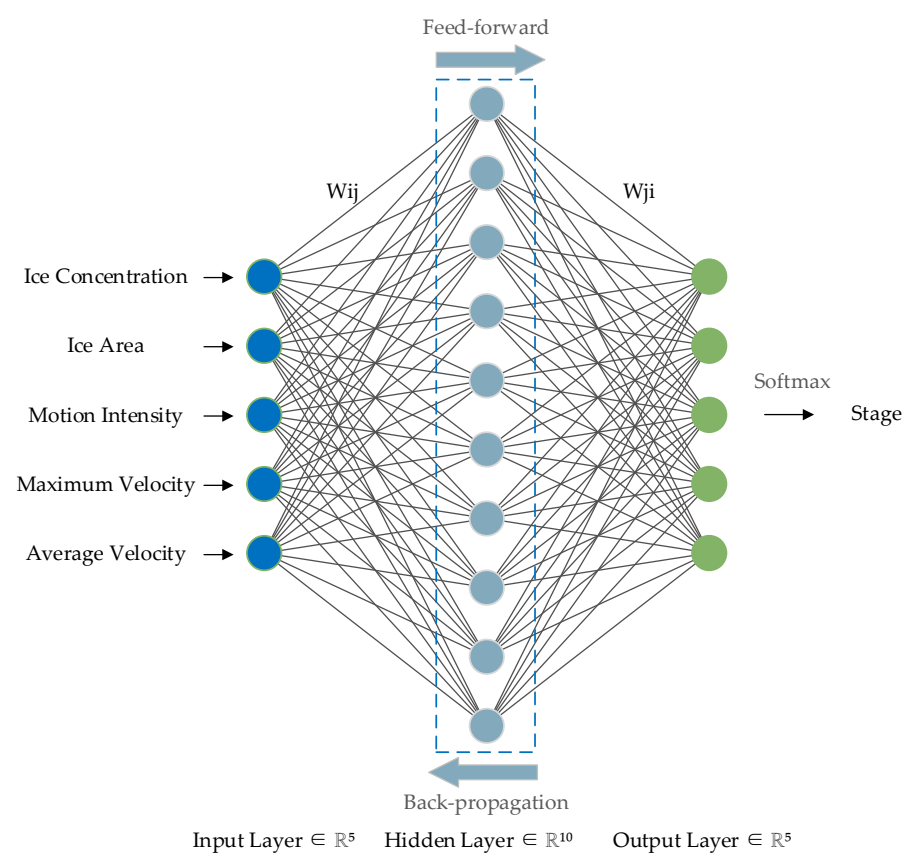 Feed-forward
Wij
Wji
Ice Concentration
Ice Area
Motion Intensity
Maximum Velocity
Average Velocity
Softmax
Stage
Back-propagation
Input Layer ∈ ℝ⁵
Hidden Layer ∈ ℝ¹⁰
Output Layer ∈ ℝ⁵